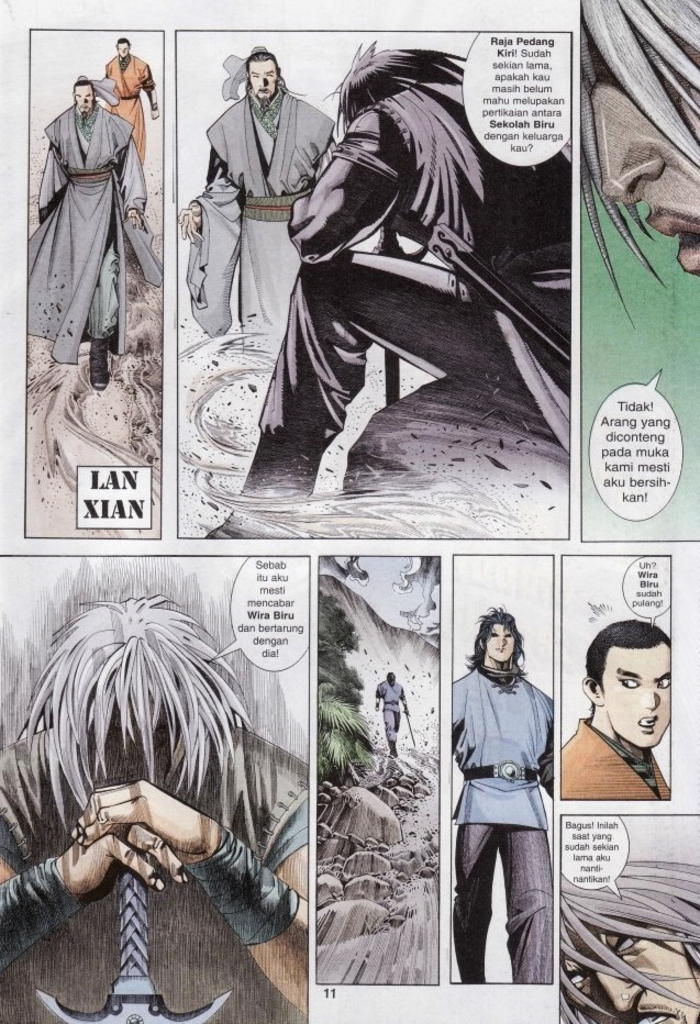 Raja Pedang
Kiri! Sudah
sekian lama,
apakah kau
masih belum
mahu melupakan
pertikaian antara
Sekolah Biru
dengan keluarga
kau?
LAN
XIAN
Tidak!
Arang yang
diconteng
pada muka
kami mesti
aku bersih-
kan!
Sebab
itu aku
mesti
mencabar
Wira Biru
dan bertarung
dengan
dia!
Uh?
Wira
Biru
sudah
pulang!
Bagus! Inilah
saat yang
sudah sekian
lama aku
nanti-
nantikan!
11